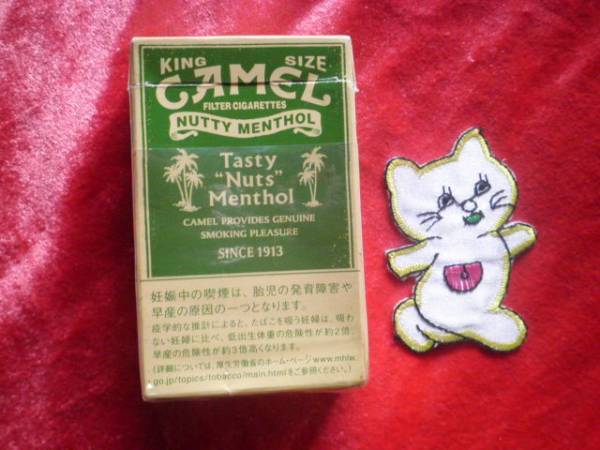 KING SIZE
CAMEL
FILTER CIGARETTES
NUTTY MENTHOL
Tasty
"Nuts"
Menthol
CAMEL PROVIDES GENUINE
SMOKING PLEASURE
SINCE 1913
妊娠中の喫煙は、胎児の発育障害や
早産の原因の一つとなります。
疫学的な推計によると、たばこを吸う妊婦は、吸わ
ない妊婦に比べ、低出生体重の危険性が約2倍、
早産の危険性が約3倍高くなります。
(詳細については、厚生労働省のホーム・ページwww.mhlw.
go.jp/topics/tobacco/main.htmlをご参照ください。)